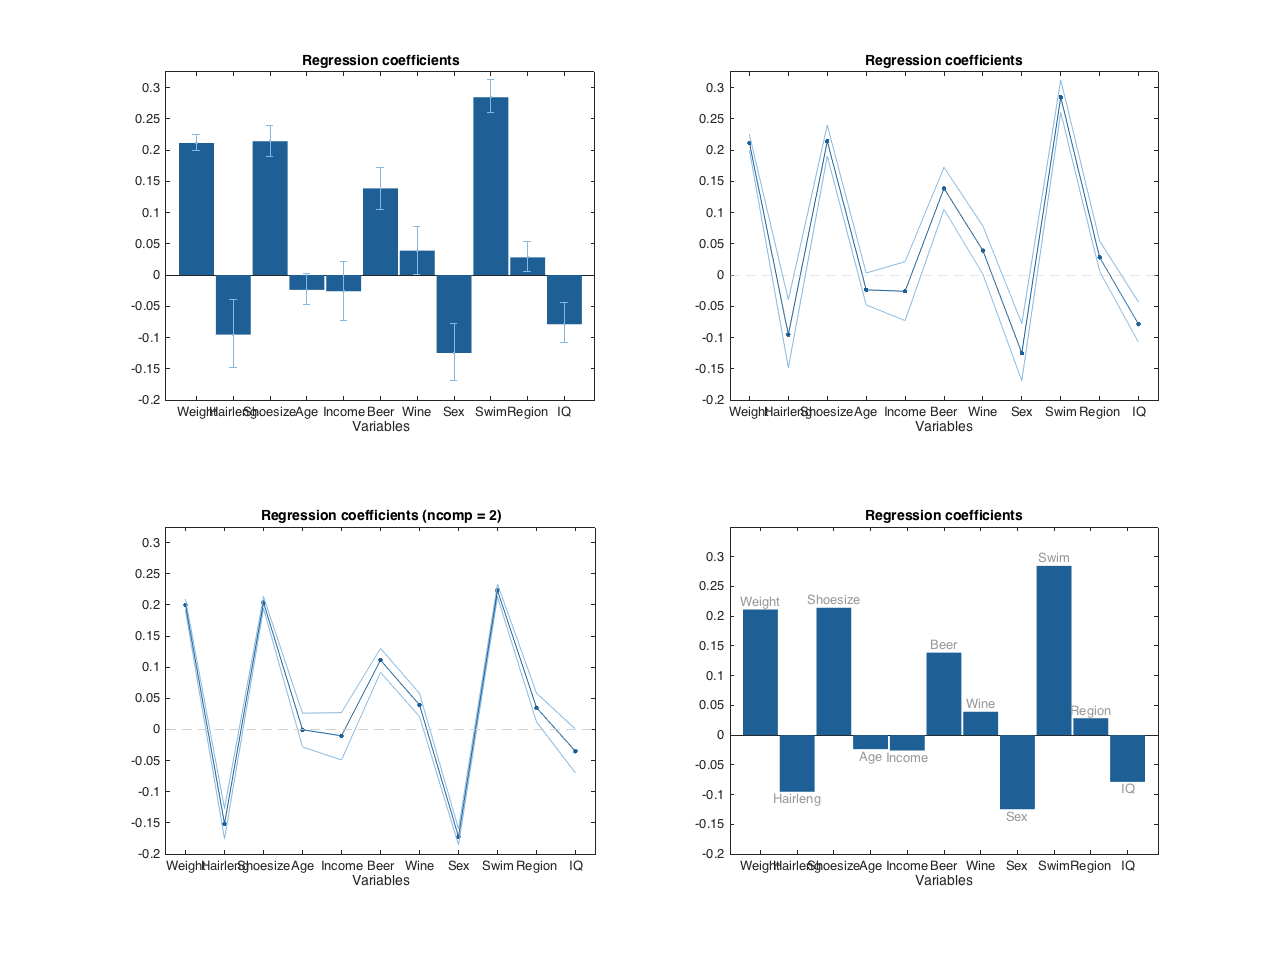 Regression coefficients
0.3
0.25
0.2
0.15
0.1
0.05
0
-0.05
-0.1
-0.15
-0.2
Weight Hairleng Shoesize Age Income Beer Wine Sex Swim Region IQ
Variables
Regression coefficients
0.3
0.25
0.2
0.15
0.1
0.05
0
-0.05
-0.1
-0.15
-0.2
Weight Hairleng Shoesize Age Income Beer Wine Sex Swim Region IQ
Variables
Regression coefficients (ncomp = 2)
0.3
0.25
0.2
0.15
0.1
0.05
0
-0.05
-0.1
-0.15
-0.2
Weight Hairleng Shoesize Age Income Beer Wine Sex Swim Region IQ
Variables
Regression coefficients
0.3
0.25
0.2
0.15
0.1
0.05
0
-0.05
-0.1
-0.15
-0.2
Swim
Weight Shoesize
Beer
Wine
Region
Age Income
IQ
Hairleng
Sex
Weight Hairleng Shoesize Age Income Beer Wine Sex Swim Region IQ
Variables